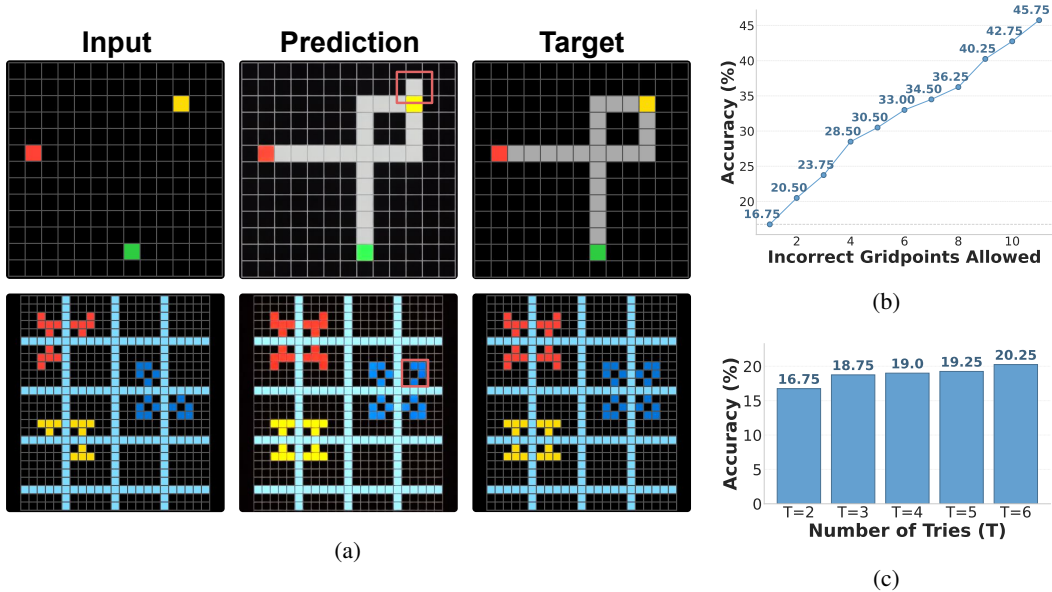 Input
Prediction
Target
(a)
Accuracy (%)
45
40
35
30
25
20
16.75
20.50
23.75
28.50
30.50
33.00
34.50
36.25
40.25
42.75
45.75
2
4
6
8
10
Incorrect Gridpoints Allowed
(b)
Accuracy (%)
20
15
10
5
0
16.75
18.75
19.0
19.25
20.25
T=2
T=3
T=4
T=5
T=6
Number of Tries (T)
(c)